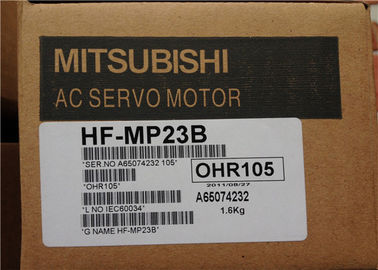 MITSUBISHI
AC SERVO MOTOR
HF-MP23B
"SER.NO A65074232 105"
"OHR105"
OHR105
2011/08/27
A65074232
"L NO IEC60034"
1.6Kg
"G NAME HF-MP23B"